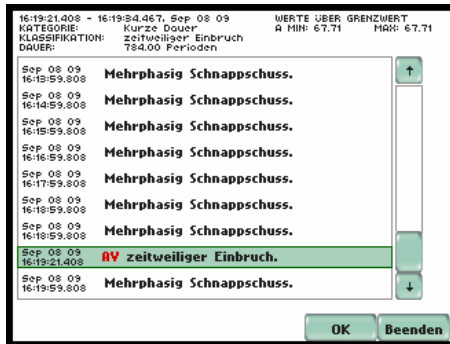 16:19:21.408 - 16:19:34.467, Sep 08 09 WERTE ÜBER GRENZWERT
KATEGORIE: Kurze Dauer A MIN: 67.71 MAX: 67.71
KLASSIFIKATION: zeitweiliger Einbruch
DAUER: 784.00 Perioden
Sep 08 09
16:13:59.808 Mehrphasig Schnappschuss.
Sep 08 09
16:14:59.808 Mehrphasig Schnappschuss.
Sep 08 09
16:15:59.808 Mehrphasig Schnappschuss.
Sep 08 09
16:16:59.808 Mehrphasig Schnappschuss.
Sep 08 09
16:17:59.808 Mehrphasig Schnappschuss.
Sep 08 09
16:18:59.808 Mehrphasig Schnappschuss.
Sep 08 09
16:18:59.808 Mehrphasig Schnappschuss.
Sep 08 09
16:19:21.408 AV zeitweiliger Einbruch.
Sep 08 09
16:19:59.808 Mehrphasig Schnappschuss.
OK Beenden